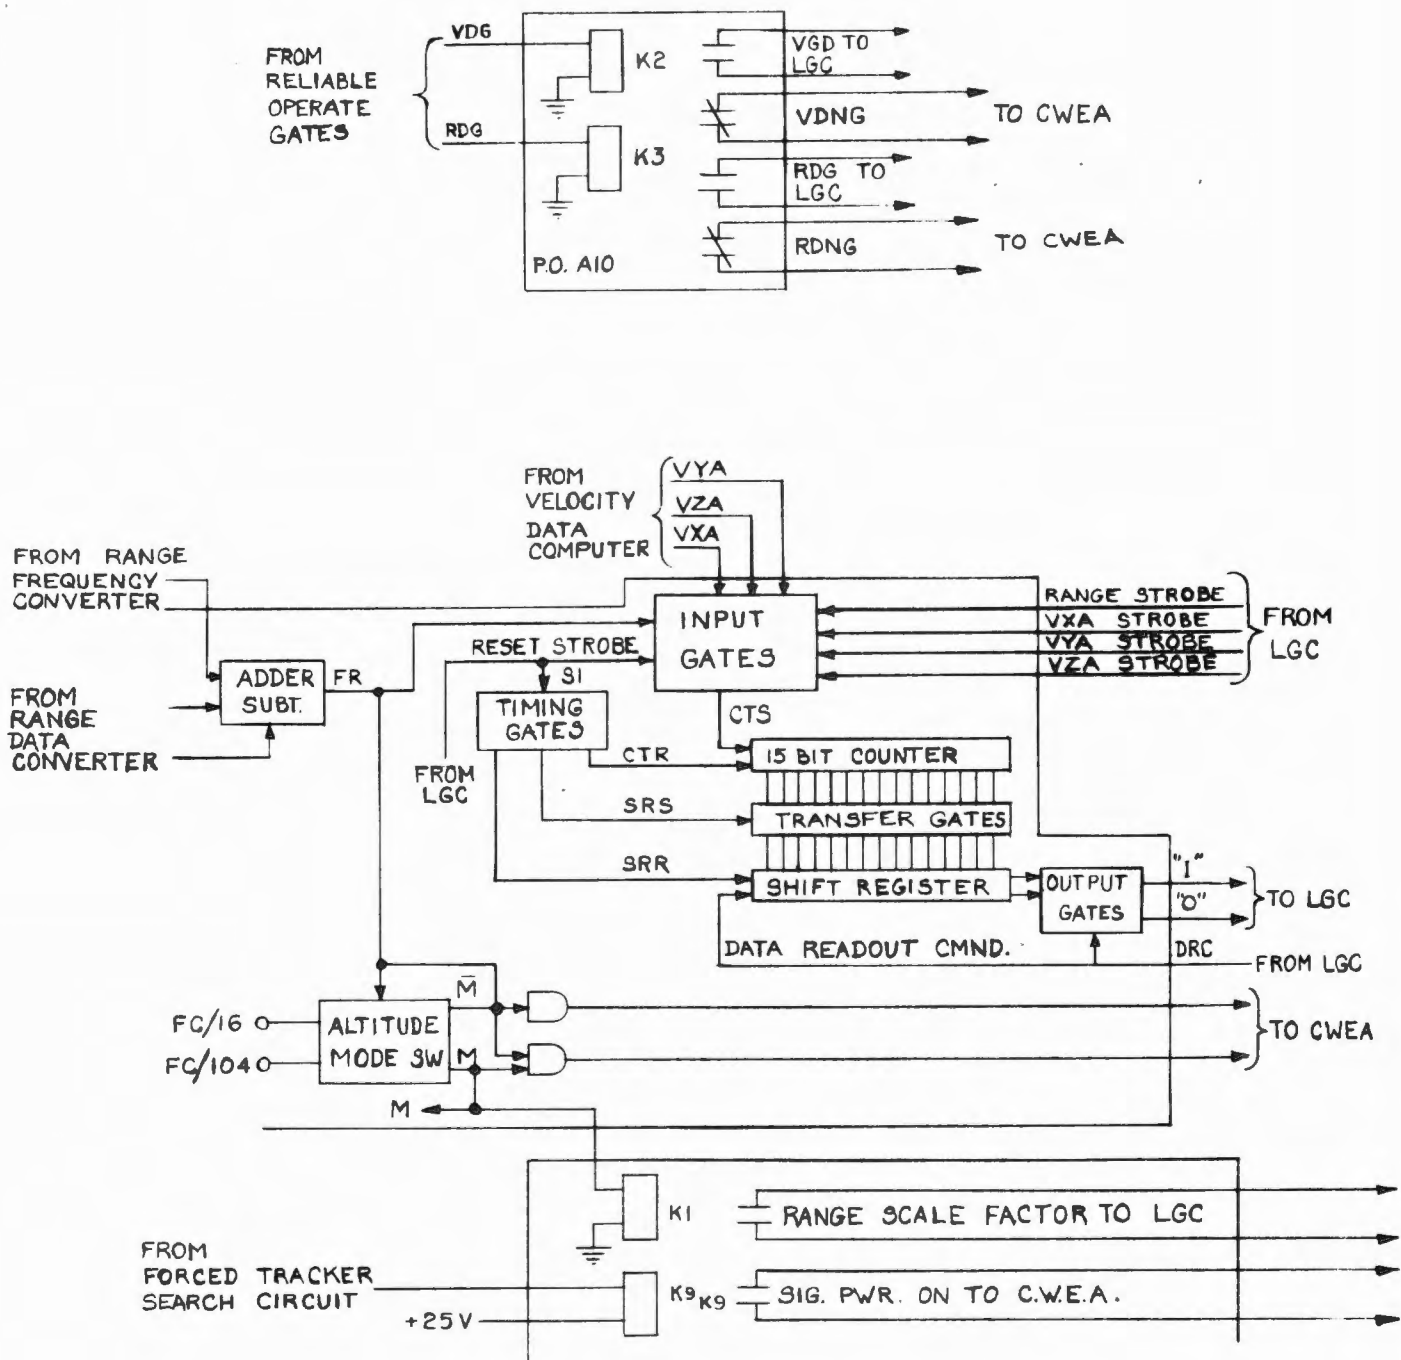 FROM
RELIABLE
OPERATE
GATES
VDG
RDG
K2
K3
P.O. A10
VGD TO
LGC
VDNG
TO CWEA
RDG TO
LGC
RDNG
TO CWEA
FROM
VELOCITY
DATA
COMPUTER
VYA
VZA
VXA
FROM RANGE
FREQUENCY
CONVERTER
FROM
RANGE
DATA
CONVERTER
ADDER
SUBT.
FR
RESET STROBE
S1
INPUT
GATES
RANGE STROBE
VXA STROBE
VYA STROBE
VZA STROBE
FROM
LGC
TIMING
GATES
FROM
LGC
CTS
CTR
15 BIT COUNTER
SRS
TRANSFER GATES
SRR
SHIFT REGISTER
OUTPUT
GATES
"1"
"0"
TO LGC
DATA READOUT CMND.
DRC
FROM LGC
FC/16
FC/104
ALTITUDE
MODE SW
M̅
M
TO CWEA
M
K1
RANGE SCALE FACTOR TO LGC
FROM
FORCED TRACKER
SEARCH CIRCUIT
+25V
K9
K9
SIG. PWR. ON TO C.W.E.A.